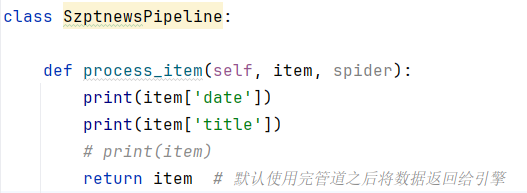 class SzptnewsPipeline:
    def process_item(self, item, spider):
        print(item['date'])
        print(item['title'])
        # print(item)
        return item  # 默认使用完管道之后将数据返回给引擎